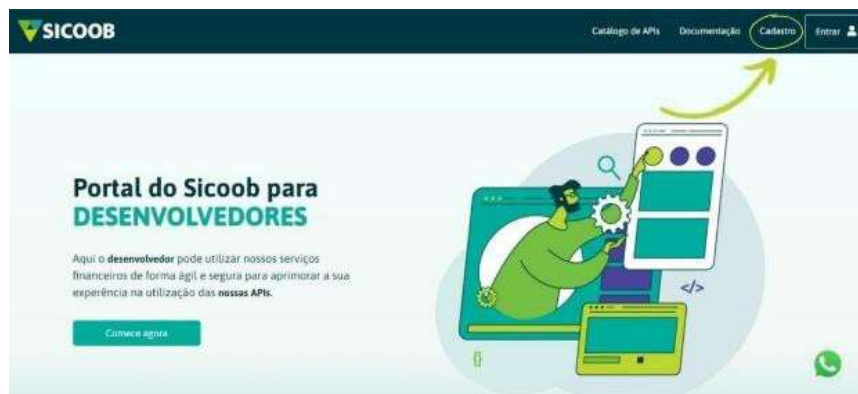 SICOOB
Catálogo de APIs Documentação Cadastro Entrar
Portal do Sicoob para
DESENVOLVEDORES
Aqui o desenvolvedor pode utilizar nossos serviços
financeiros de forma ágil e segura para aprimorar a sua
experência na utilização das nossas APIs.
Comece agora
</>
{}